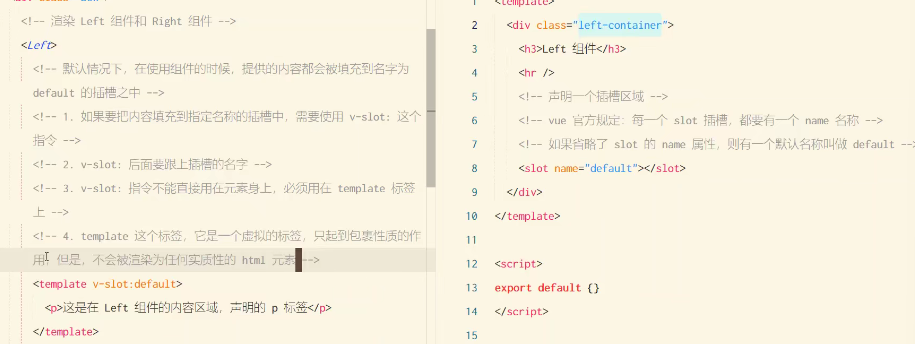 <!-- 渲染 Left 组件和 Right 组件 -->
<Left>
<!-- 默认情况下，在使用组件的时候，提供的内容都会被填充到名字为
default 的插槽之中 -->
<!-- 1. 如果要把内容填充到指定名称的插槽中，需要使用 v-slot: 这个
指令 -->
<!-- 2. v-slot: 后面要跟上插槽的名字 -->
<!-- 3. v-slot: 指令不能直接用在元素身上，必须用在 template 标签
上 -->
<!-- 4. template 这个标签，它是一个虚拟的标签，只起到包裹性质的作
用，但是，不会被渲染为任何实质性的 html 元素 -->
<template v-slot:default>
<p>这是在 Left 组件的内容区域，声明的 p 标签</p>
</template>
1 <template>
2 <div class="left-container">
3 <h3>Left 组件</h3>
4 <hr />
5 <!-- 声明一个插槽区域 -->
6 <!-- vue 官方规定：每一个 slot 插槽，都要有一个 name 名称 -->
7 <!-- 如果省略了 slot 的 name 属性，则有一个默认名称叫做 default -->
8 <slot name="default"></slot>
9 </div>
10 </template>
11
12 <script>
13 export default {}
14 </script>
15